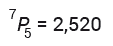 ⁷P₅ = 2,520